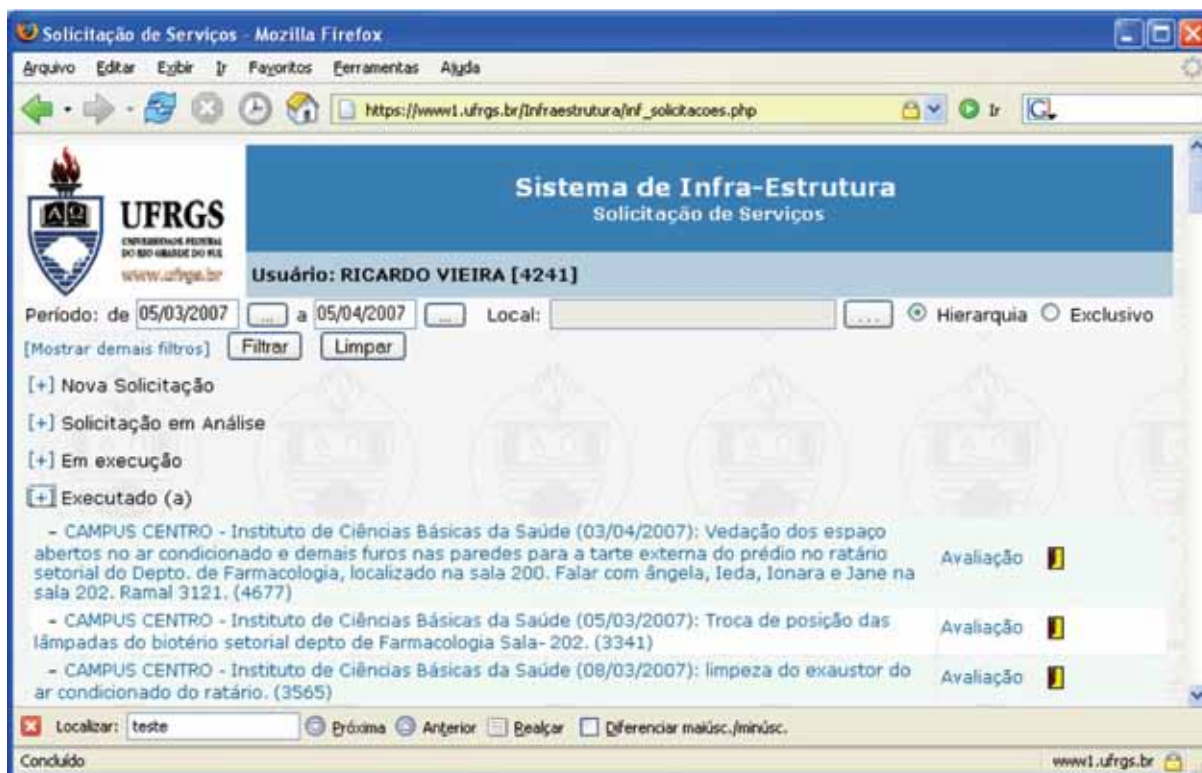 Solicitação de Serviços - Mozilla Firefox
Arquivo Editar Exibir Ir Favoritos Ferramentas Ajuda
https://www1.ufrgs.br/Infraestrutura/inf_solicitacoes.php Ir
UFRGS
UNIVERSIDADE FEDERAL
DO RIO GRANDE DO SUL
www.ufrgs.br
Sistema de Infra-Estrutura
Solicitação de Serviços
Usuário: RICARDO VIEIRA [4241]
Período: de 05/03/2007 ... a 05/04/2007 ... Local: ... Hierarquia Exclusivo
[Mostrar demais filtros] Filtrar Limpar
[+] Nova Solicitação
[+] Solicitação em Análise
[+] Em execução
[+] Executado (a)
- CAMPUS CENTRO - Instituto de Ciências Básicas da Saúde (03/04/2007): Vedação dos espaço
abertos no ar condicionado e demais furos nas paredes para a tarte externa do prédio no ratário
setorial do Depto. de Farmacologia, localizado na sala 200. Falar com ângela, Ieda, Ionara e Jane na
sala 202. Ramal 3121. (4677)
Avaliação
- CAMPUS CENTRO - Instituto de Ciências Básicas da Saúde (05/03/2007): Troca de posição das
lâmpadas do biotério setorial depto de Farmacologia Sala- 202. (3341)
Avaliação
- CAMPUS CENTRO - Instituto de Ciências Básicas da Saúde (08/03/2007): limpeza do exaustor do
ar condicionado do ratário. (3565)
Avaliação
Localizar: teste Próxima Anterior Realçar Diferenciar maiúsc./minúsc.
Concluído www1.ufrgs.br